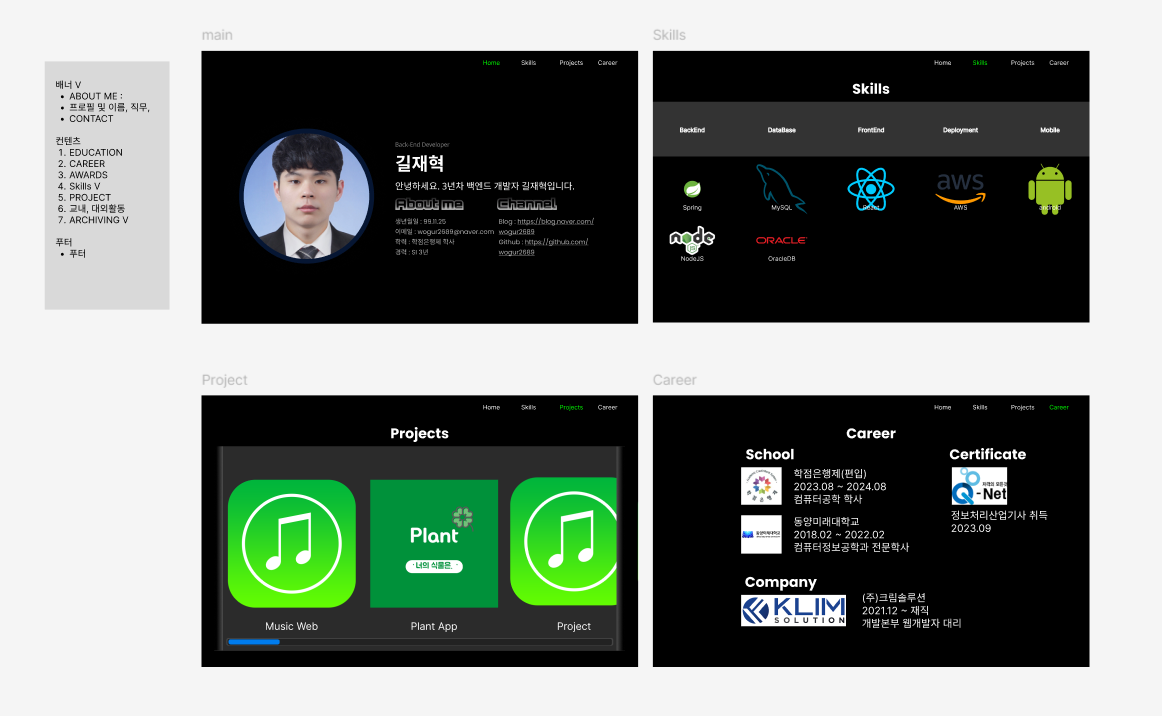 main
Skills
배너 V
• ABOUT ME :
• 프로필 및 이름, 직무,
• CONTACT
컨텐츠
1. EDUCATION
2. CAREER
3. AWARDS
4. Skills V
5. PROJECT
6. 교내, 대외활동
7. ARCHIVING V
푸터
• 푸터
Home Skills Projects Career
Back-End Developer
길재혁
안녕하세요. 3년차 백엔드 개발자 길재혁입니다.
About me
생년월일 : 99.11.25
이메일 : wogur2689@naver.com
학력 : 학점은행제 학사
경력 : SI 3년
Channel
Blog : https://blog.naver.com/
wogur2689
Github : https://github.com/
wogur2689
Home Skills Projects Career
Skills
BackEnd DataBase FrontEnd Deployment Mobile
Spring
MySQL
React
aws
AWS
android
node
JS
NodeJS
ORACLE
OracleDB
Project
Career
Home Skills Projects Career
Projects
Plant
너의 식물은,
Music Web Plant App Project
Home Skills Projects Career
Career
School
학점은행제(편입)
2023.08 ~ 2024.08
컴퓨터공학 학사
동양미래대학교
동양미래대학교
2018.02 ~ 2022.02
컴퓨터정보공학과 전문학사
Certificate
Q-Net
정보처리산업기사 취득
2023.09
Company
KLIM
SOLUTION
(주)크림솔루션
2021.12 ~ 재직
개발본부 웹개발자 대리